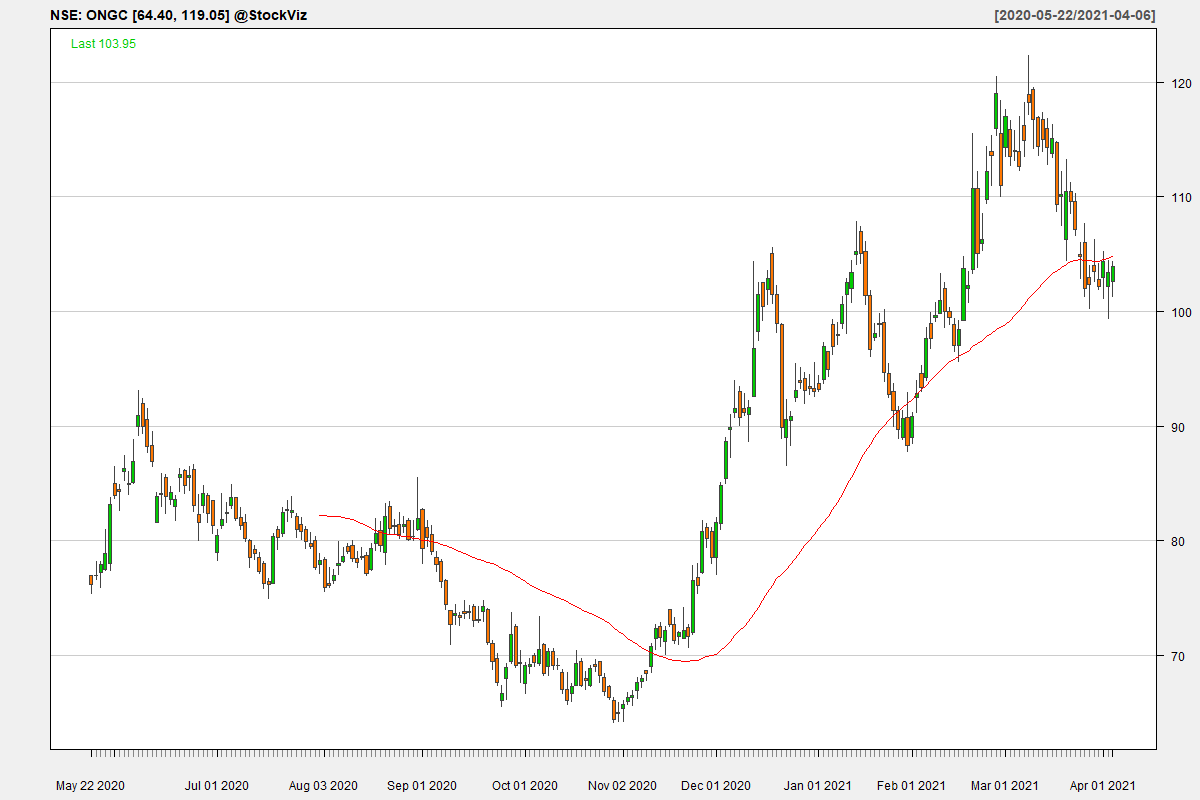 NSE: ONGC [64.40, 119.05] @StockViz [2020-05-22/2021-04-06]
Last 103.95
120
110
100
90
80
70
May 22 2020 Jul 01 2020 Aug 03 2020 Sep 01 2020 Oct 01 2020 Nov 02 2020 Dec 01 2020 Jan 01 2021 Feb 01 2021 Mar 01 2021 Apr 01 2021